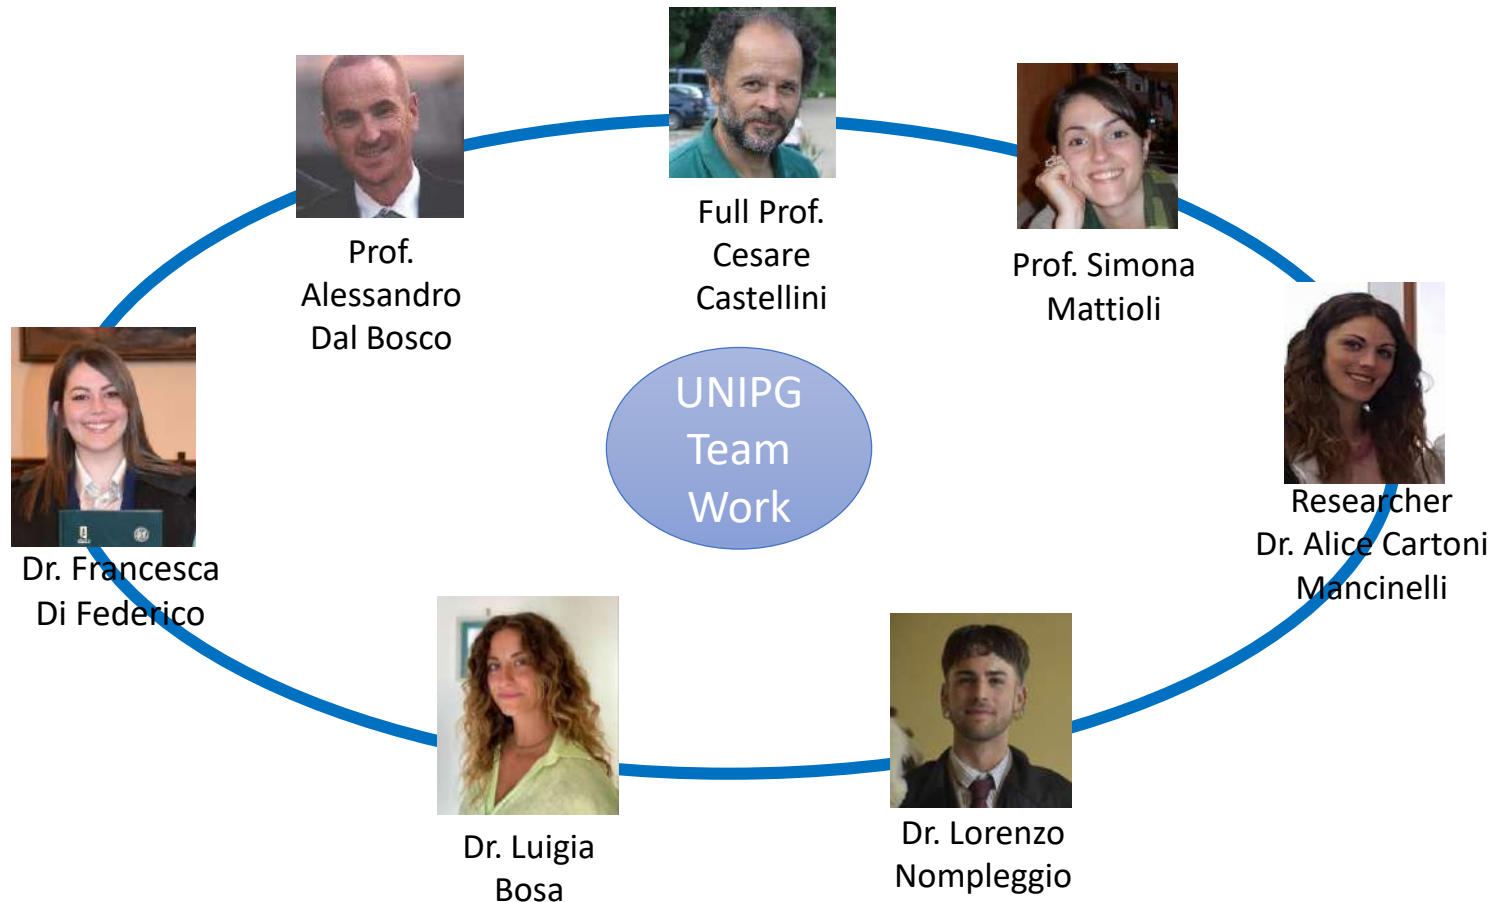 Full Prof.
Cesare
Castellini
Prof.
Alessandro
Dal Bosco
Prof. Simona
Mattioli
UNIPG
Team
Work
Researcher
Dr. Alice Cartoni
Mancinelli
Dr. Francesca
Di Federico
Dr. Luigia
Bosa
Dr. Lorenzo
Nompleggio